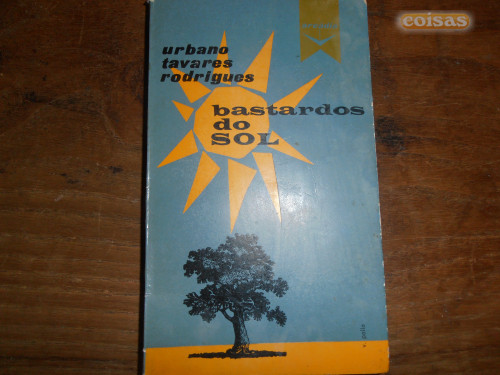 coisas
urbano
tavares
rodrigues
bastardos
do
SOL